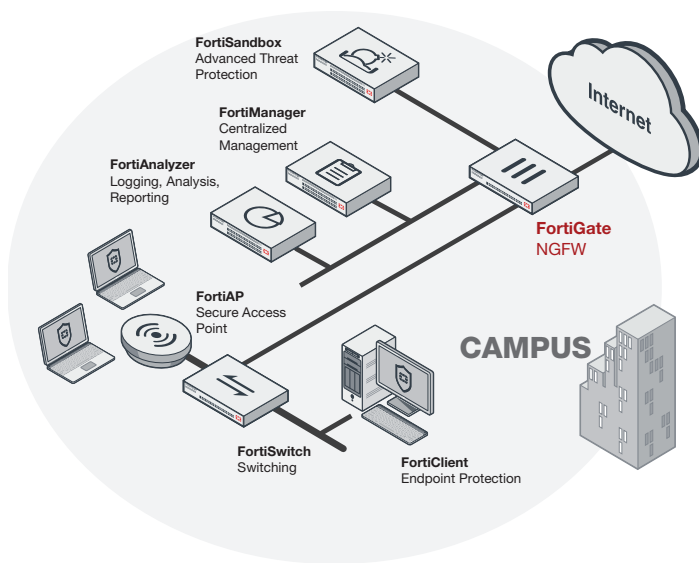 FortiSandbox
Advanced Threat
Protection
Internet
FortiManager
Centralized
Management
FortiAnalyzer
Logging, Analysis,
Reporting
FortiGate
NGFW
FortiAP
Secure Access
Point
CAMPUS
FortiSwitch
Switching
FortiClient
Endpoint Protection